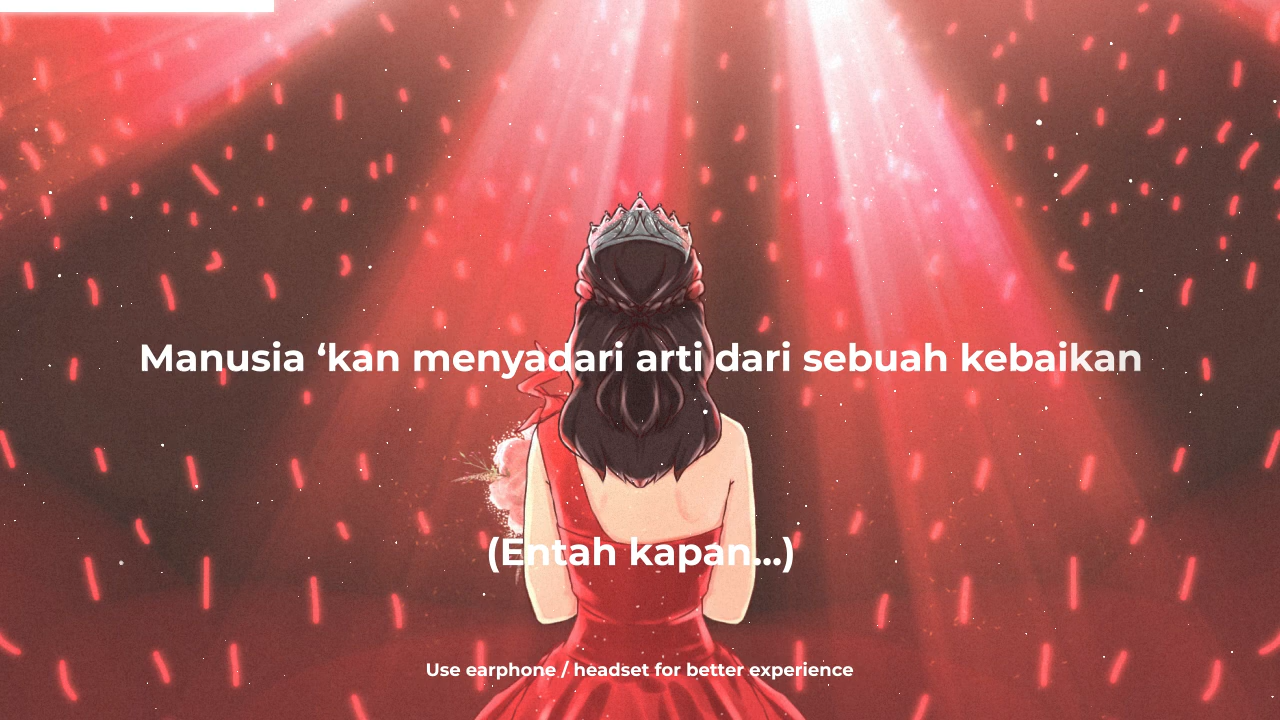 Manusia ‘kan menyadari arti dari sebuah kebaikan
(Entah kapan...)
Use earphone / headset for better experience